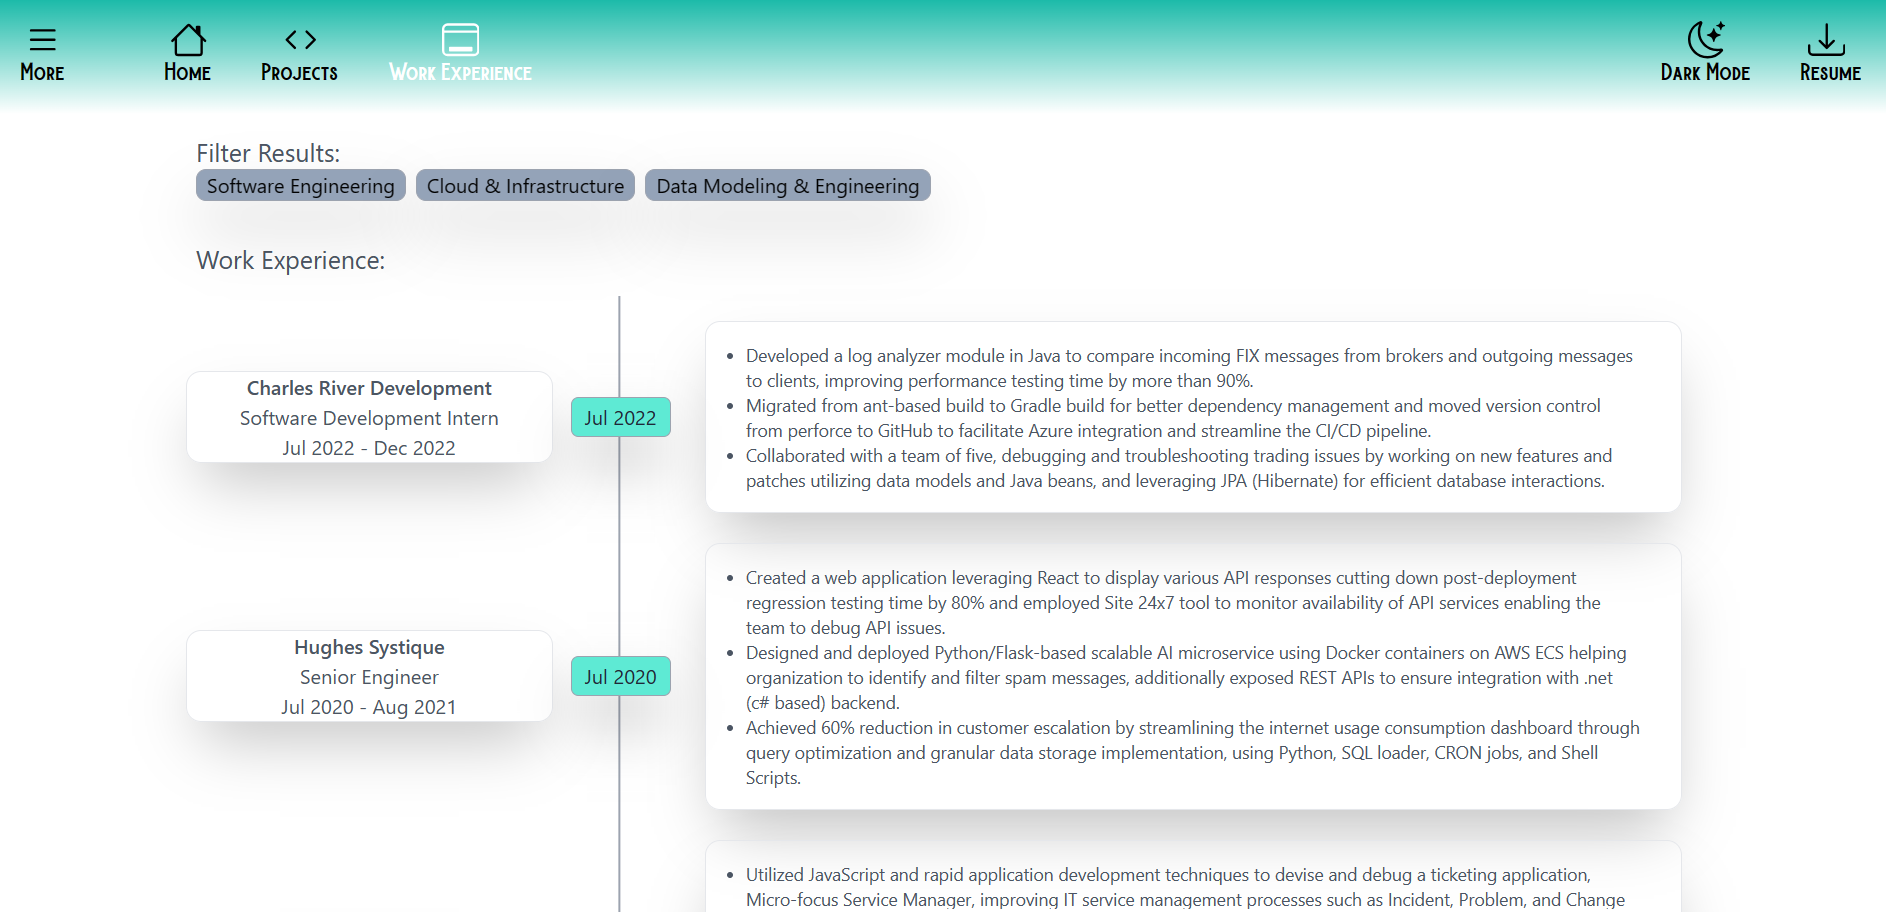 More
Home
Projects
Work Experience
Dark Mode
Resume
Filter Results:
Software Engineering
Cloud & Infrastructure
Data Modeling & Engineering
Work Experience:
Charles River Development
Software Development Intern
Jul 2022 - Dec 2022
Jul 2022
• Developed a log analyzer module in Java to compare incoming FIX messages from brokers and outgoing messages
to clients, improving performance testing time by more than 90%.
• Migrated from ant-based build to Gradle build for better dependency management and moved version control
from perforce to GitHub to facilitate Azure integration and streamline the CI/CD pipeline.
• Collaborated with a team of five, debugging and troubleshooting trading issues by working on new features and
patches utilizing data models and Java beans, and leveraging JPA (Hibernate) for efficient database interactions.
Hughes Systique
Senior Engineer
Jul 2020 - Aug 2021
Jul 2020
• Created a web application leveraging React to display various API responses cutting down post-deployment
regression testing time by 80% and employed Site 24x7 tool to monitor availability of API services enabling the
team to debug API issues.
• Designed and deployed Python/Flask-based scalable AI microservice using Docker containers on AWS ECS helping
organization to identify and filter spam messages, additionally exposed REST APIs to ensure integration with .net
(c# based) backend.
• Achieved 60% reduction in customer escalation by streamlining the internet usage consumption dashboard through
query optimization and granular data storage implementation, using Python, SQL loader, CRON jobs, and Shell
Scripts.
• Utilized JavaScript and rapid application development techniques to devise and debug a ticketing application,
Micro-focus Service Manager, improving IT service management processes such as Incident, Problem, and Change